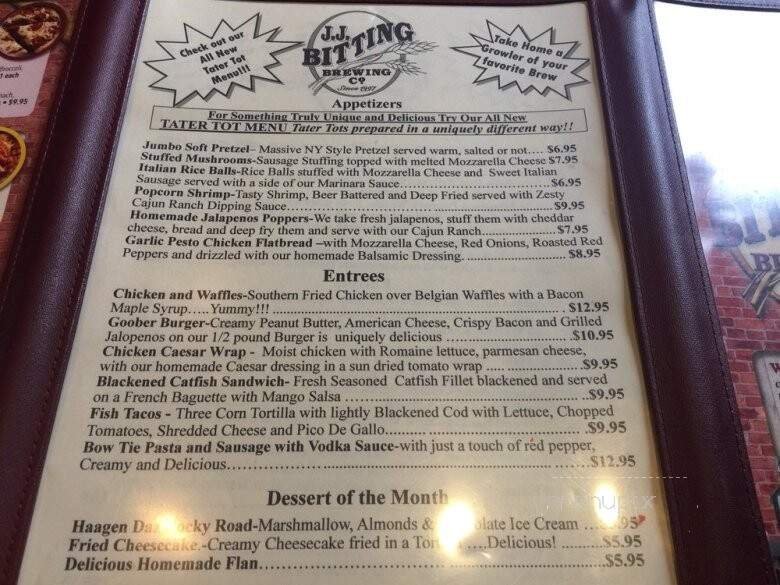 Check out our
All New
Tater Tot
Menu!!!
J.J.
BITTING
BREWING
CO
Since 1997
Take Home a
Growler of your
favorite Brew
Appetizers
For Something Truly Unique and Delicious Try Our All New
TATER TOT MENU Tater Tots prepared in a uniquely different way!!
Jumbo Soft Pretzel– Massive NY Style Pretzel served warm, salted or not.... $6.95
Stuffed Mushrooms-Sausage Stuffing topped with melted Mozzarella Cheese $7.95
Italian Rice Balls-Rice Balls stuffed with Mozzarella Cheese and Sweet Italian
Sausage served with a side of our Marinara Sauce.................................$6.95
Popcorn Shrimp-Tasty Shrimp, Beer Battered and Deep Fried served with Zesty
Cajun Ranch Dipping Sauce..........................................................$9.95
Homemade Jalapenos Poppers-We take fresh jalapenos, stuff them with cheddar
cheese, bread and deep fry them and serve with our Cajun Ranch.................$7.95
Garlic Pesto Chicken Flatbread –with Mozzarella Cheese, Red Onions, Roasted Red
Peppers and drizzled with our homemade Balsamic Dressing. ......................$8.95
Entrees
Chicken and Waffles-Southern Fried Chicken over Belgian Waffles with a Bacon
Maple Syrup.....Yummy!!! .......................................................... . $12.95
Goober Burger-Creamy Peanut Butter, American Cheese, Crispy Bacon and Grilled
Jalopenos on our 1/2 pound Burger is uniquely delicious ..........................$10.95
Chicken Caesar Wrap - Moist chicken with Romaine lettuce, parmesan cheese,
with our homemade Caesar dressing in a sun dried tomato wrap ..... ...............$9.95
Blackened Catfish Sandwich- Fresh Seasoned Catfish Fillet blackened and served
on a French Baguette with Mango Salsa .............................................$9.95
Fish Tacos - Three Corn Tortilla with lightly Blackened Cod with Lettuce, Chopped
Tomatoes, Shredded Cheese and Pico De Gallo.....................................$9.95
Bow Tie Pasta and Sausage with Vodka Sauce-with just a touch of red pepper,
Creamy and Delicious.................................................................$12.95
Dessert of the Month
Haagen Road-Marshmallow, Almonds & Ice Cream
Fried Cheesecake.-Creamy Cheesecake fried in a ....Delicious! ...........$5.95
Delicious Homemade Flan............................................................$5.95
each
• $9.95